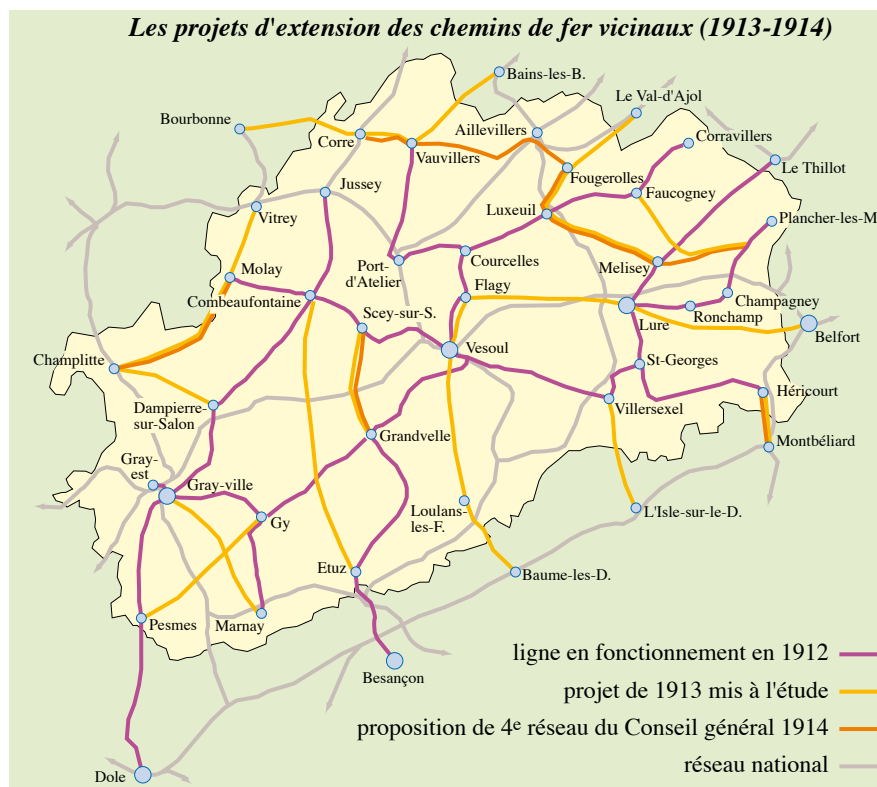 Les projets d'extension des chemins de fer vicinaux (1913-1914)
Bains-les-B.
Le Val-d'Ajol
Bourbonne
Corre
Aillevillers
Vauvillers
Corravillers
Le Thillot
Fougerolles
Jussey
Faucogney
Vitrey
Luxeuil
Plancher-les-M
Molay
Port-
d'Atelier
Courcelles
Melisey
Combeaufontaine
Flagy
Champagney
Scey-sur-S.
Ronchamp
Lure
Belfort
Vesoul
Champlitte
St-Georges
Héricourt
Dampierre-
sur-Salon
Villersexel
Grandvelle
Montbéliard
Gray-
est
Gray-ville
Loulans-
les-F.
L'Isle-sur-le-D.
Gy
Etuz
Baume-les-D.
Pesmes
Marnay
Besançon
Dole
ligne en fonctionnement en 1912
projet de 1913 mis à l'étude
proposition de 4e réseau du Conseil général 1914
réseau national